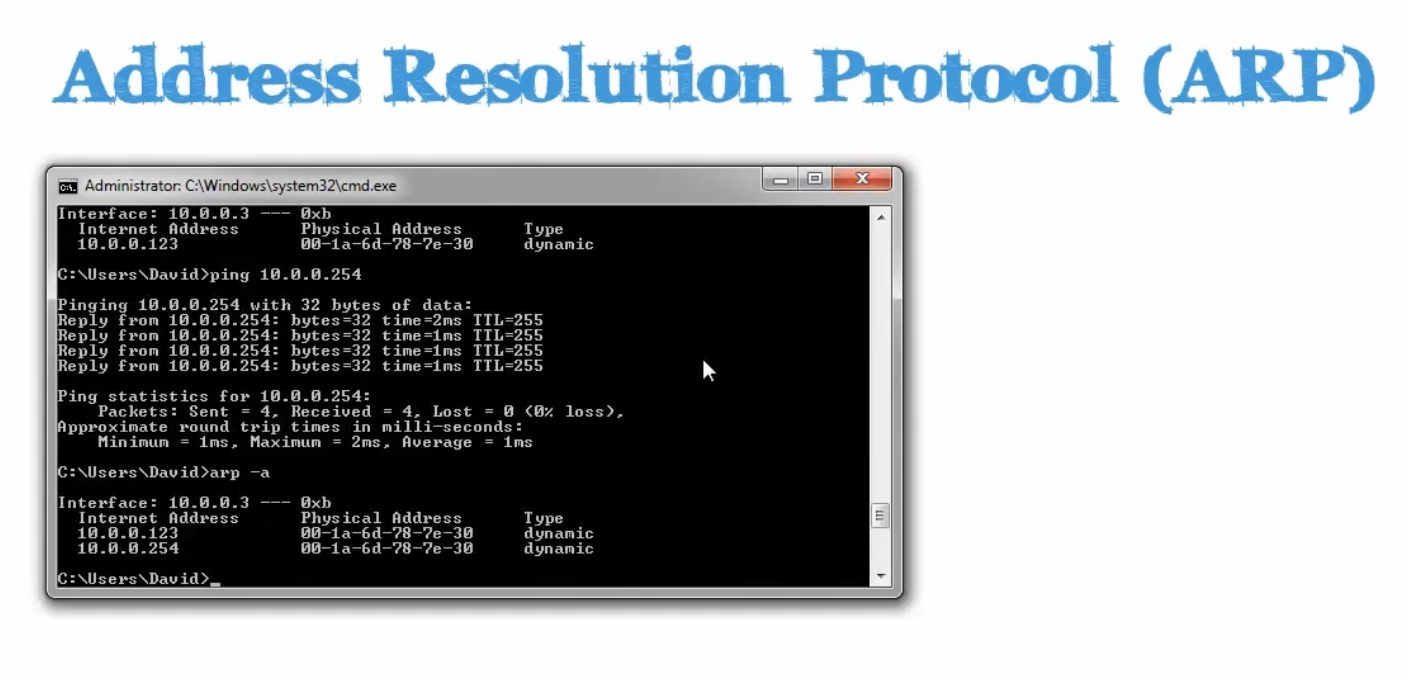 Address Resolution Protocol (ARP)
Administrator: C:\Windows\system32\cmd.exe
Interface: 10.0.0.3 --- 0xb
Internet Address Physical Address Type
10.0.0.123 00-1a-6d-78-7e-30 dynamic
C:\Users\David>ping 10.0.0.254
Pinging 10.0.0.254 with 32 bytes of data:
Reply from 10.0.0.254: bytes=32 time=2ms TTL=255
Reply from 10.0.0.254: bytes=32 time=1ms TTL=255
Reply from 10.0.0.254: bytes=32 time=1ms TTL=255
Reply from 10.0.0.254: bytes=32 time=1ms TTL=255
Ping statistics for 10.0.0.254:
Packets: Sent = 4, Received = 4, Lost = 0 (0% loss),
Approximate round trip times in milli-seconds:
Minimum = 1ms, Maximum = 2ms, Average = 1ms
C:\Users\David>arp -a
Interface: 10.0.0.3 --- 0xb
Internet Address Physical Address Type
10.0.0.123 00-1a-6d-78-7e-30 dynamic
10.0.0.254 00-1a-6d-78-7e-30 dynamic
C:\Users\David>_